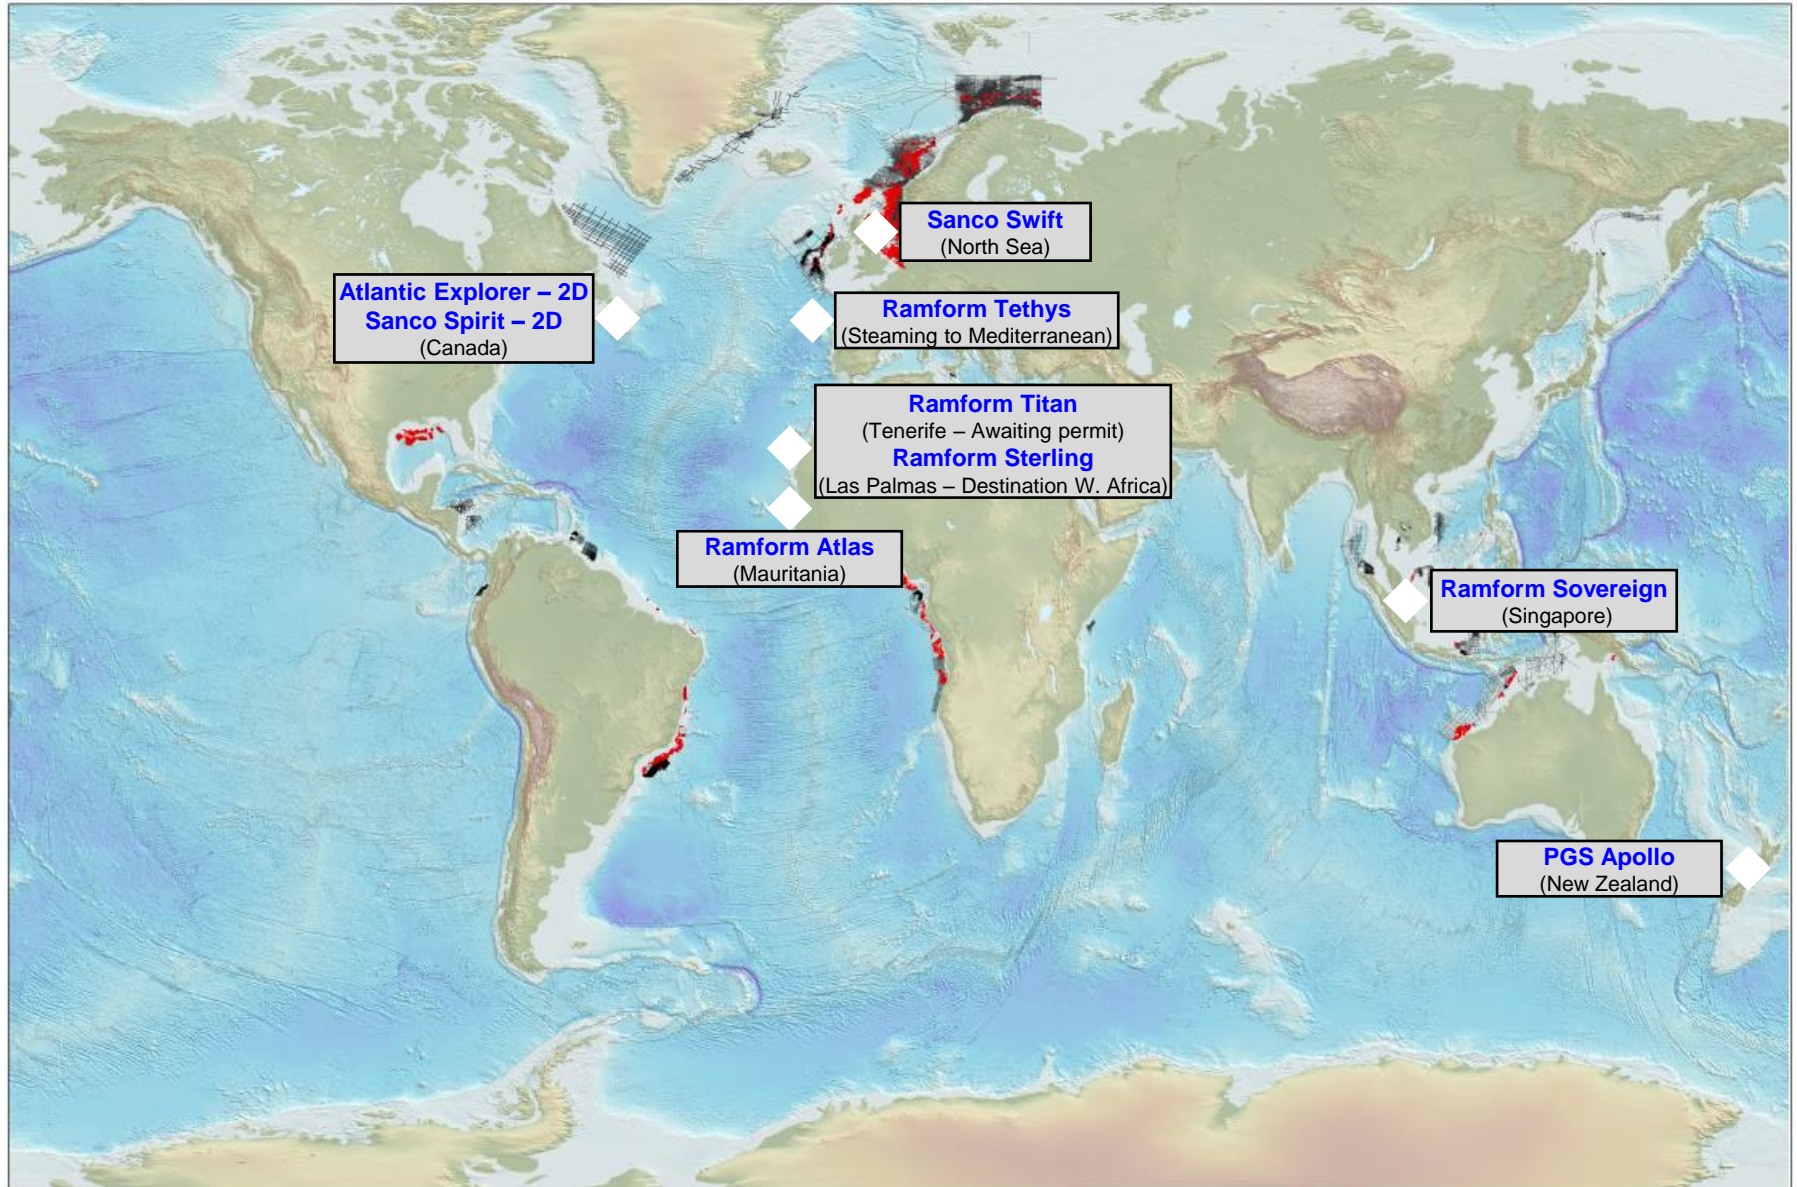 Sanco Swift
(North Sea)
Atlantic Explorer – 2D
Sanco Spirit – 2D
(Canada)
Ramform Tethys
(Steaming to Mediterranean)
Ramform Titan
(Tenerife – Awaiting permit)
Ramform Sterling
(Las Palmas – Destination W. Africa)
Ramform Atlas
(Mauritania)
Ramform Sovereign
(Singapore)
PGS Apollo
(New Zealand)